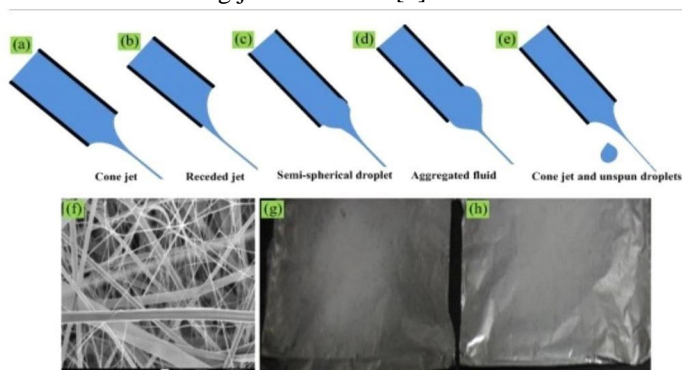 (a)
(b)
(c)
(d)
(e)
Cone jet
Receded jet
Semi-spherical droplet
Aggregated fluid
Cone jet and unspun droplets
(f)
(g)
(h)